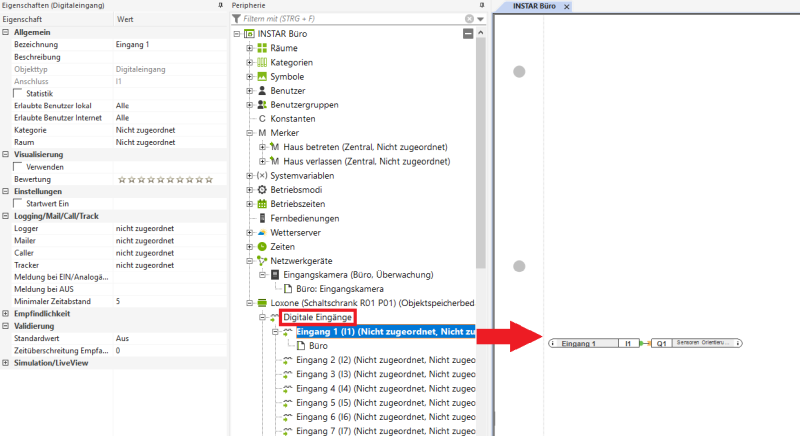 Eigenschaften (Digitaleingang)
Eigenschaft Wert
Allgemein
Bezeichnung Eingang 1
Beschreibung
Objekttyp Digitaleingang
Anschluss I1
Statistik
Erlaubte Benutzer lokal Alle
Erlaubte Benutzer Internet Alle
Kategorie Nicht zugeordnet
Raum Nicht zugeordnet
Visualisierung
Verwenden
Bewertung
Einstellungen
Startwert Ein
Logging/Mail/Call/Track
Logger nicht zugeordnet
Mailer nicht zugeordnet
Caller nicht zugeordnet
Tracker nicht zugeordnet
Meldung bei EIN/Analogä...
Meldung bei AUS
Minimaler Zeitabstand 5
Empfindlichkeit
Validierung
Standardwert Aus
Zeitüberschreitung Empfa... 0
Simulation/LiveView
Peripherie
Filtern mit (STRG + F)
INSTAR Büro
Räume
Kategorien
Symbole
Benutzer
Benutzergruppen
C Konstanten
M Merker
M Haus betreten (Zentral, Nicht zugeordnet)
M Haus verlassen (Zentral, Nicht zugeordnet)
(×) Systemvariablen
Betriebsmodi
Betriebszeiten
Fernbedienungen
Wetterserver
Zeiten
Netzwerkgeräte
Eingangskamera (Büro, Überwachung)
Büro: Eingangskamera
Loxone (Schaltschrank R01 P01) (Objektspeicherbeda
Digitale Eingänge
Eingang 1 (I1) (Nicht zugeordnet, Nicht zu
Büro
Eingang 2 (I2) (Nicht zugeordnet, Nicht zugeo
Eingang 3 (I3) (Nicht zugeordnet, Nicht zugeo
Eingang 4 (I4) (Nicht zugeordnet, Nicht zugeo
Eingang 5 (I5) (Nicht zugeordnet, Nicht zugeo
Eingang 6 (I6) (Nicht zugeordnet, Nicht zugeo
Eingang 7 (I7) (Nicht zugeordnet, Nicht zugeo
INSTAR Büro
Eingang 1 I1 Q1 Sensoren Orientieru...